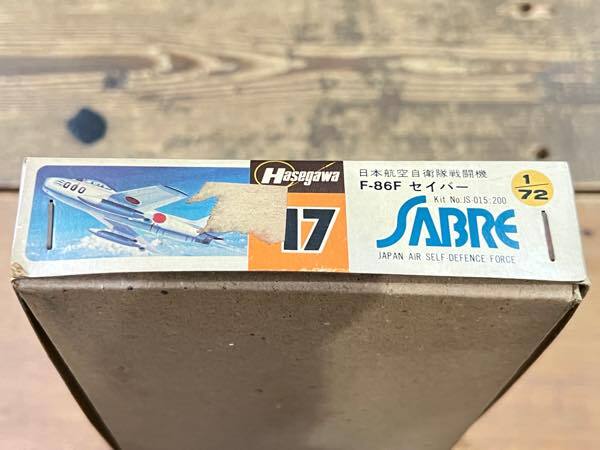 000
Hasegawa
17
日本航空自衛隊戦闘機
F-86F セイバー
1/72
Kit No:JS-015:200
SABRE
JAPAN AIR SELF-DEFENCE FORCE